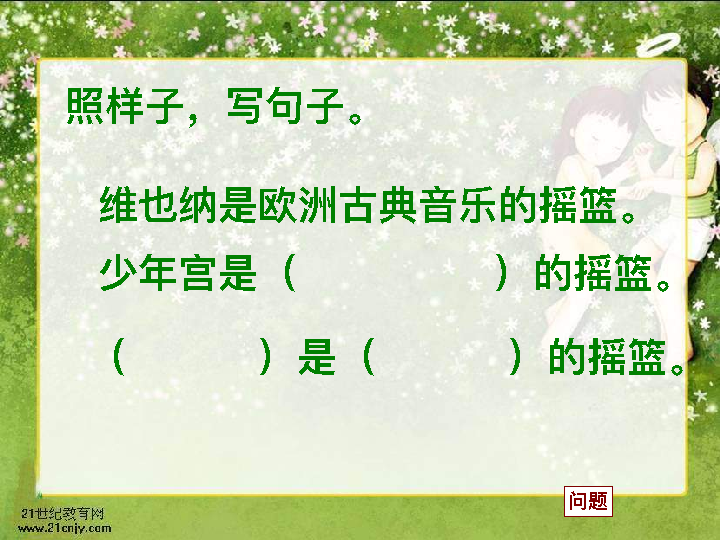 照样子，写句子。
维也纳是欧洲古典音乐的摇篮。
少年宫是（　　　　　）的摇篮。
（　　　　）是（　　　　）的摇篮。
问题
21世纪教育网
www.21cnjy.com